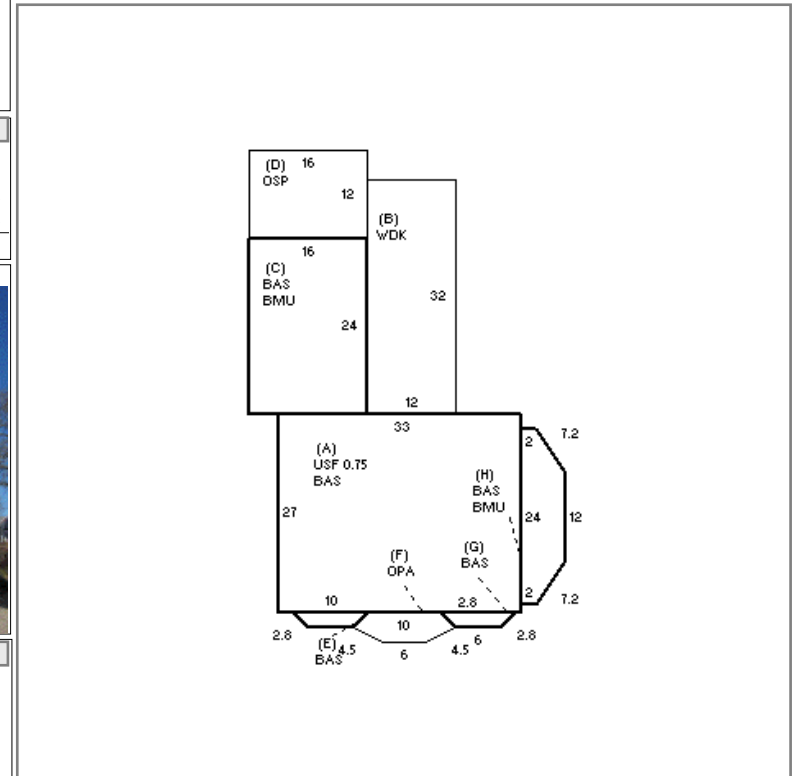 (D) 16
OSP
12
(B)
WDK
16
(C)
BAS
BMU
32
24
12
33
7.2
2
(A)
USF 0.75
BAS
(H)
BAS
BMU
27
24
12
(G)
BAS
(F)
OPA
2
7.2
10
2.8
10
2.8
(E)
BAS
4.5
6
4.5
6
2.8